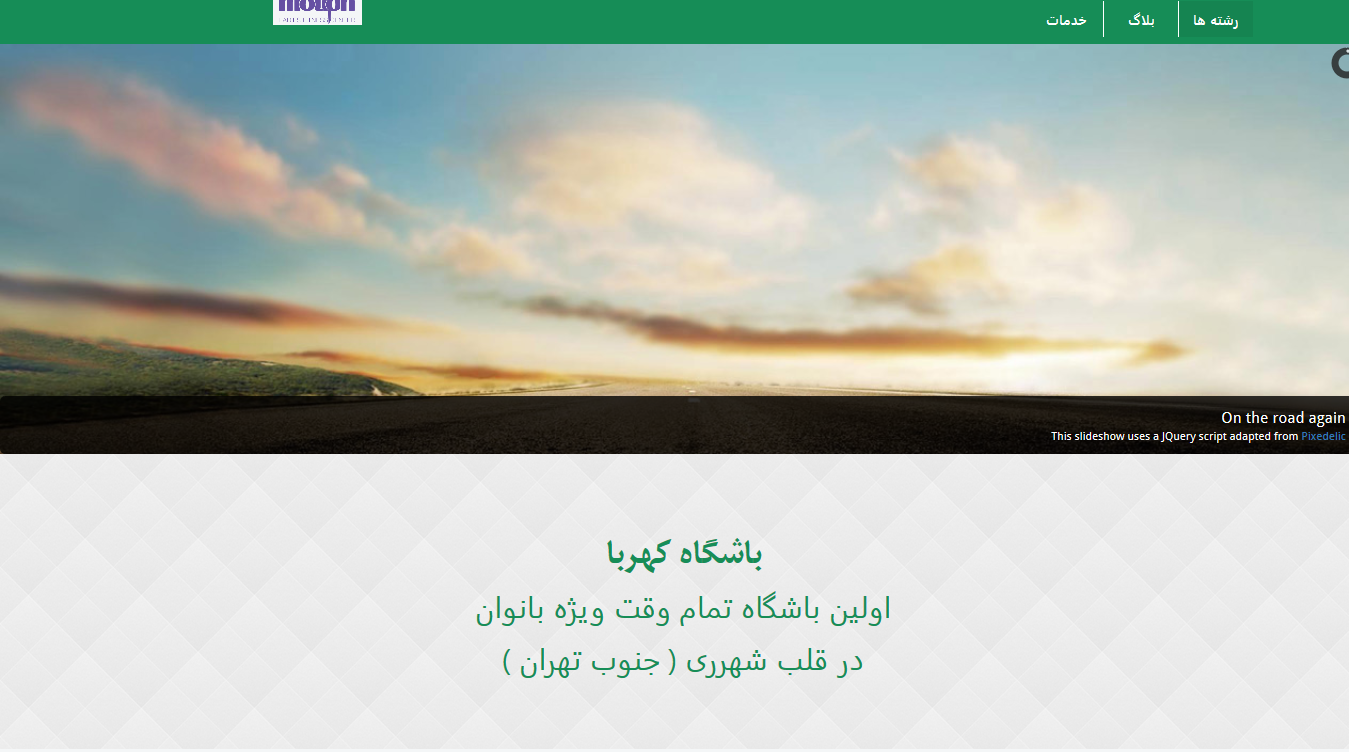 رشته ها
بلاگ
خدمات
On the road again
This slideshow uses a JQuery script adapted from Pixedelic
باشگاه کهربا
اولین باشگاه تمام وقت ویژه بانوان
در قلب شهرری ( جنوب تهران )